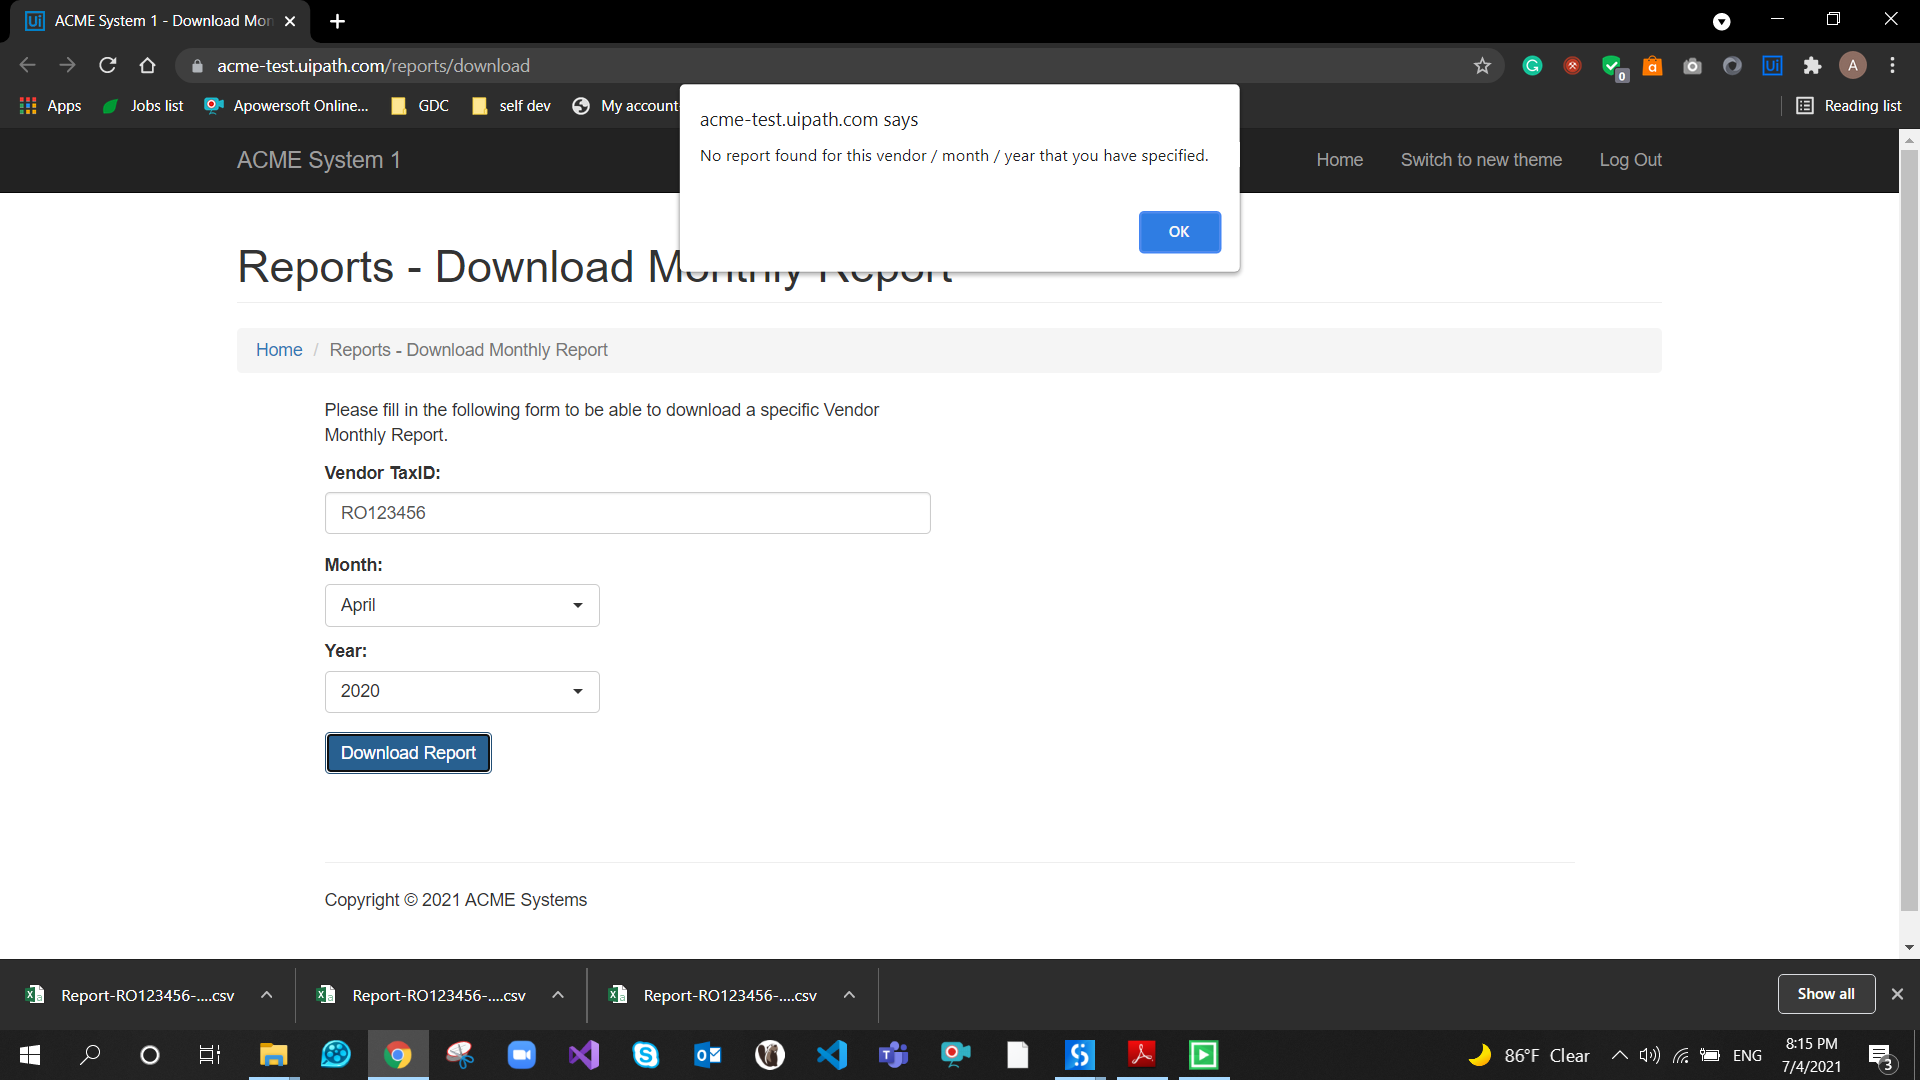 ACME System 1 - Download Mon
acme-test.uipath.com/reports/download
Apps
Jobs list
Apowersoft Online...
GDC
self dev
My account
Reading list
acme-test.uipath.com says
No report found for this vendor / month / year that you have specified.
OK
ACME System 1
Home
Switch to new theme
Log Out
Reports - Download Monthly Report
Home / Reports - Download Monthly Report
Please fill in the following form to be able to download a specific Vendor
Monthly Report.
Vendor TaxID:
RO123456
Month:
April
Year:
2020
Download Report
Copyright © 2021 ACME Systems
Report-RO123456-....csv
Report-RO123456-....csv
Report-RO123456-....csv
Show all
86°F Clear
ENG
8:15 PM
7/4/2021
3